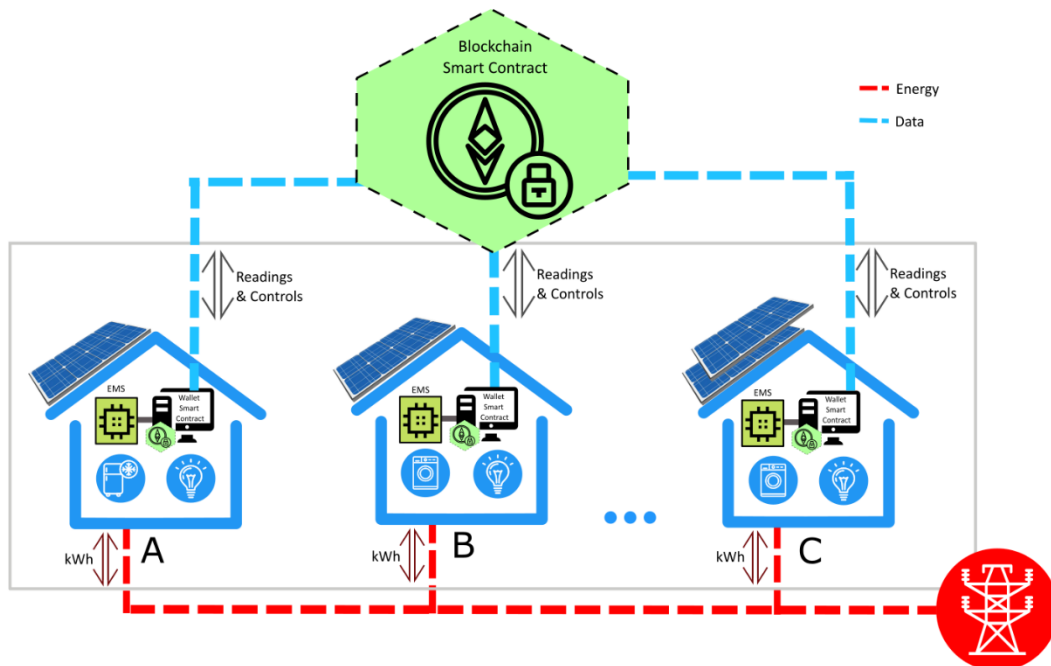 Blockchain
Smart Contract
Energy
Data
Readings
& Controls
Readings
& Controls
Readings
& Controls
EMS
Wallet
Smart
Contract
EMS
Wallet
Smart
Contract
EMS
Wallet
Smart
Contract
kWh
A
kWh
B
kWh
C